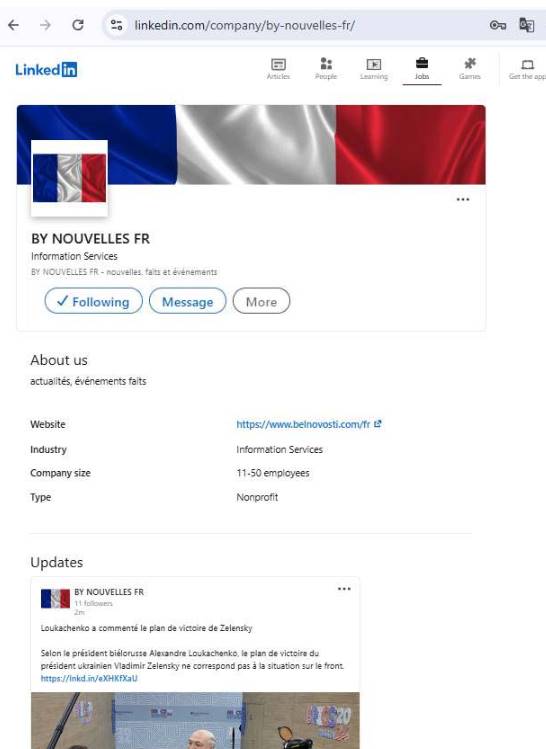 linkedin.com/company/by-nouvelles-fr/
Linked in
Articles People Learning Jobs Games Get the app
BY NOUVELLES FR
Information Services
BY NOUVELLES FR - nouvelles, faits et événements
Following Message More
About us
actualités, événements faits
Website https://www.belnovosti.com/fr
Industry Information Services
Company size 11-50 employees
Type Nonprofit
Updates
BY NOUVELLES FR
11 followers
2m
Loukachenko a commenté le plan de victoire de Zelensky
Selon le président biélorusse Alexandre Loukachenko, le plan de victoire du
président ukrainien Vladimir Zelensky ne correspond pas à la situation sur le front.
https://lnkd.in/eXHKfXaU